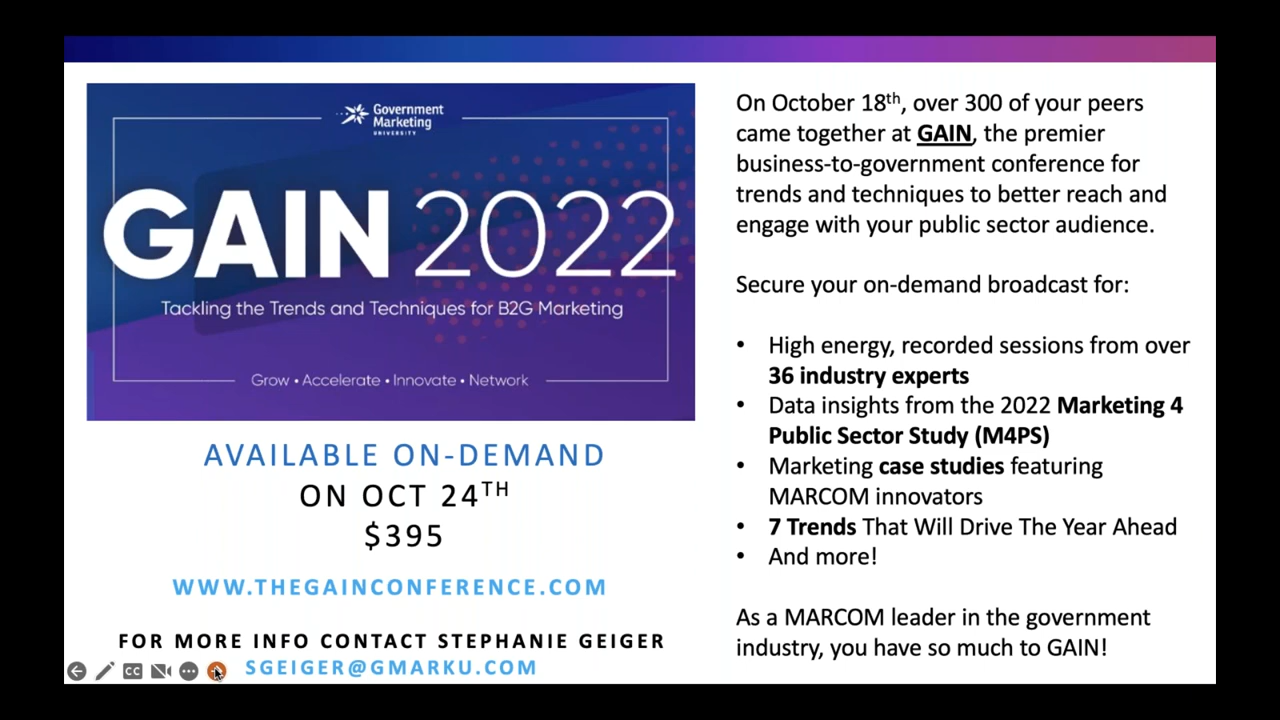 Government
Marketing
UNIVERSITY
GAIN 2022
Tackling the Trends and Techniques for B2G Marketing
Grow • Accelerate • Innovate • Network
AVAILABLE ON-DEMAND
ON OCT 24TH
$395
WWW.THEGAINCONFERENCE.COM
FOR MORE INFO CONTACT STEPHANIE GEIGER
SGEIGER@GMARKU.COM
CC
On October 18th, over 300 of your peers
came together at GAIN, the premier
business-to-government conference for
trends and techniques to better reach and
engage with your public sector audience.
Secure your on-demand broadcast for:
• High energy, recorded sessions from over
36 industry experts
• Data insights from the 2022 Marketing 4
Public Sector Study (M4PS)
• Marketing case studies featuring
MARCOM innovators
• 7 Trends That Will Drive The Year Ahead
• And more!
As a MARCOM leader in the government
industry, you have so much to GAIN!